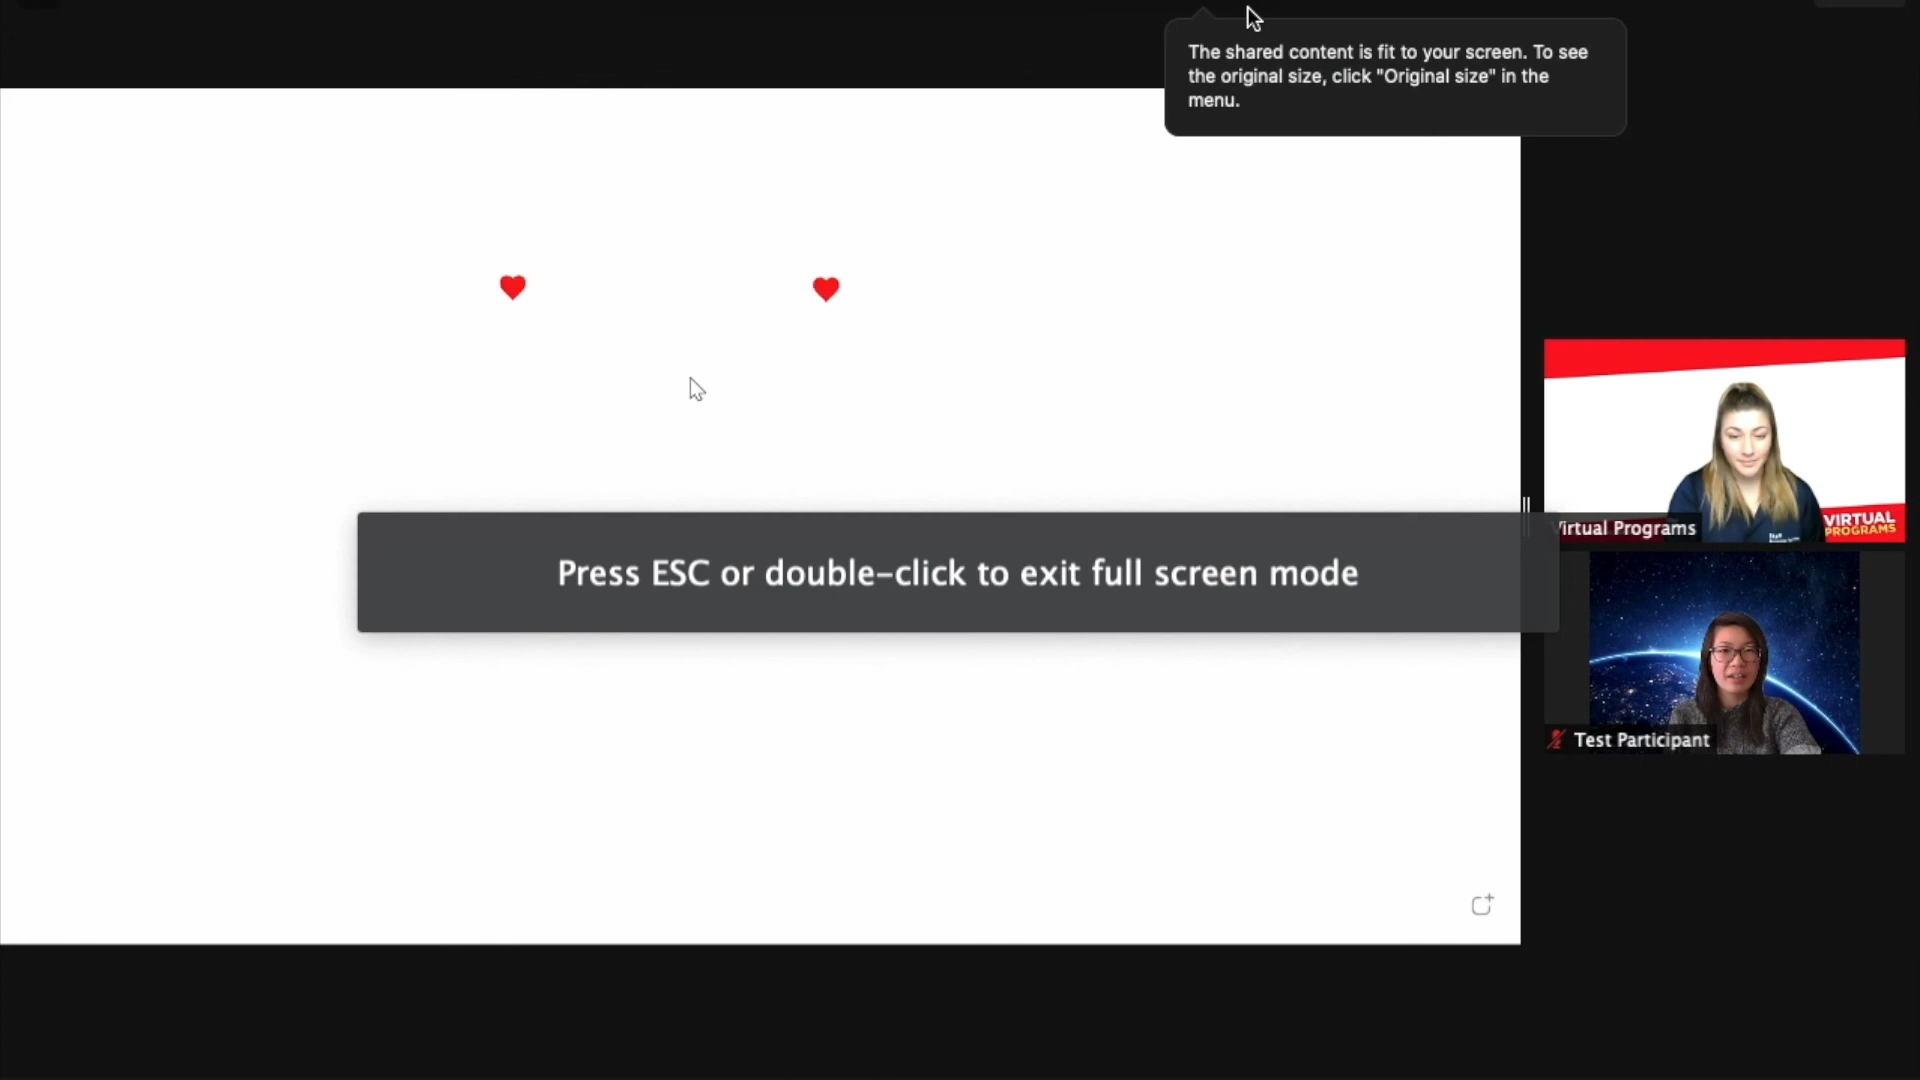 The shared content is fit to your screen. To see
the original size, click "Original size" in the
menu.
Press ESC or double-click to exit full screen mode
VIRTUAL
PROGRAMS
Virtual Programs
Test Participant